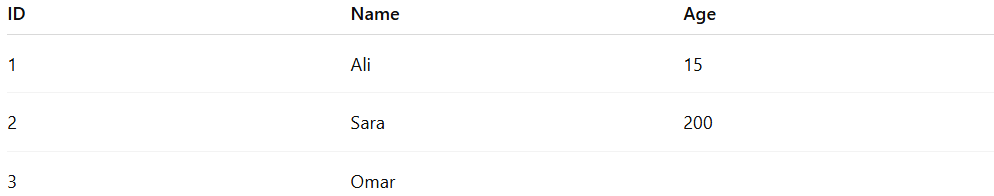 ID Name Age
1 Ali 15
2 Sara 200
3 Omar